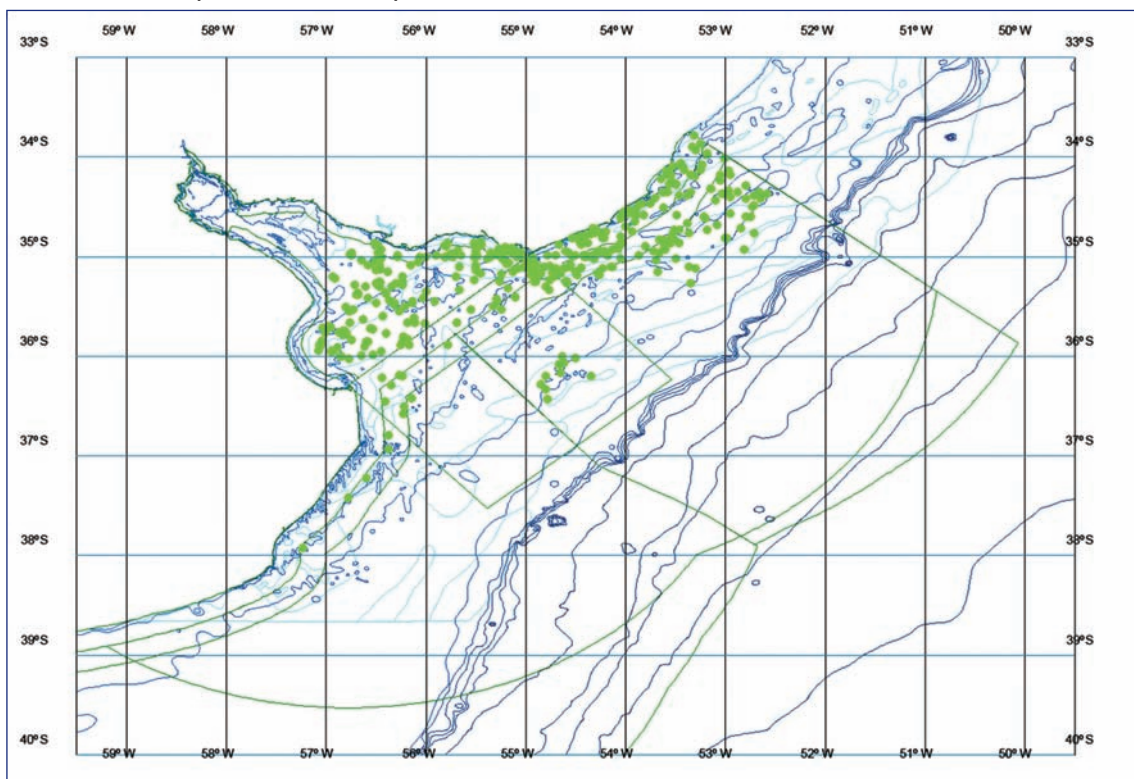 59º W 58º W 57º W 56º W 55º W 54º W 53º W 52º W 51º W 50º W
33º S 33º S
34º S 34º S
35º S 35º S
36º S 36º S
37º S 37º S
38º S 38º S
39º S 39º S
40º S 40º S
59º W 58º W 57º W 56º W 55º W 54º W 53º W 52º W 51º W 50º W